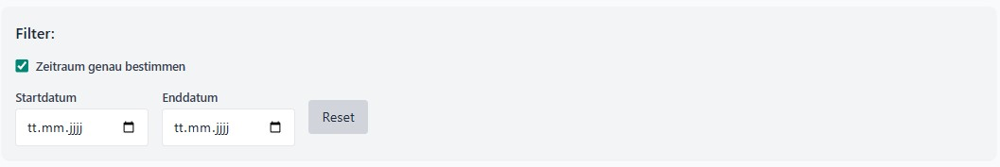 Filter:
Zeitraum genau bestimmen
Startdatum Enddatum
tt.mm.jjjj tt.mm.jjjj Reset